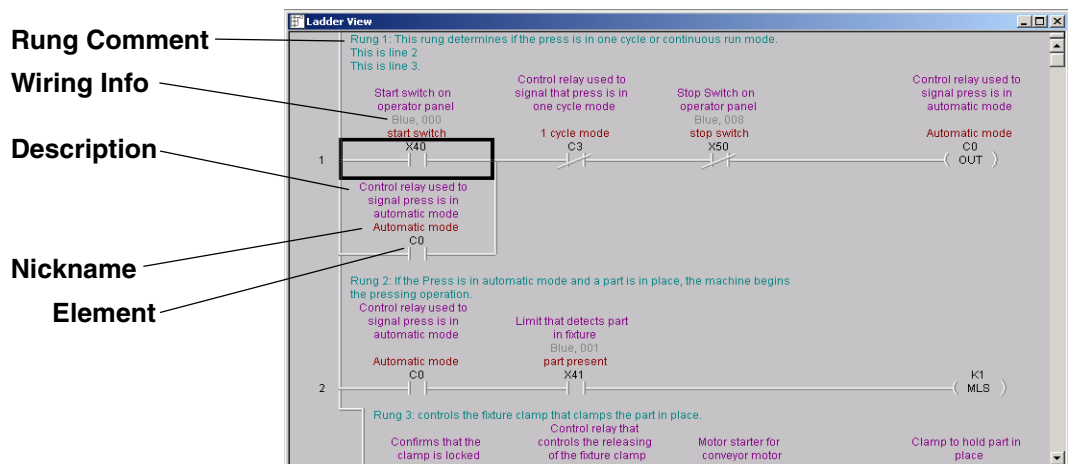 Ladder View
Rung Comment
Wiring Info
Description
Nickname
Element
Rung 1: This rung determines if the press is in one cycle or continuous run mode.
This is line 2
This is line 3.
Start switch on
operator panel
Blue, 000
start switch
X40
Control relay used to
signal that press is in
one cycle mode
1 cycle mode
C3
Stop Switch on
operator panel
Blue, 008
stop switch
X50
Control relay used to
signal press is in
automatic mode
Automatic mode
C0
OUT
1
Control relay used to
signal press is in
automatic mode
Automatic mode
C0
Rung 2: If the Press is in automatic mode and a part is in place, the machine begins
the pressing operation.
Control relay used to
signal press is in
automatic mode
Automatic mode
C0
Limit that detects part
in fixture
Blue, 001
part present
X41
K1
MLS
2
Rung 3: controls the fixture clamp that clamps the part in place.
Confirms that the
clamp is locked
Control relay that
controls the releasing
of the fixture clamp
Motor starter for
conveyor motor
Clamp to hold part in
place